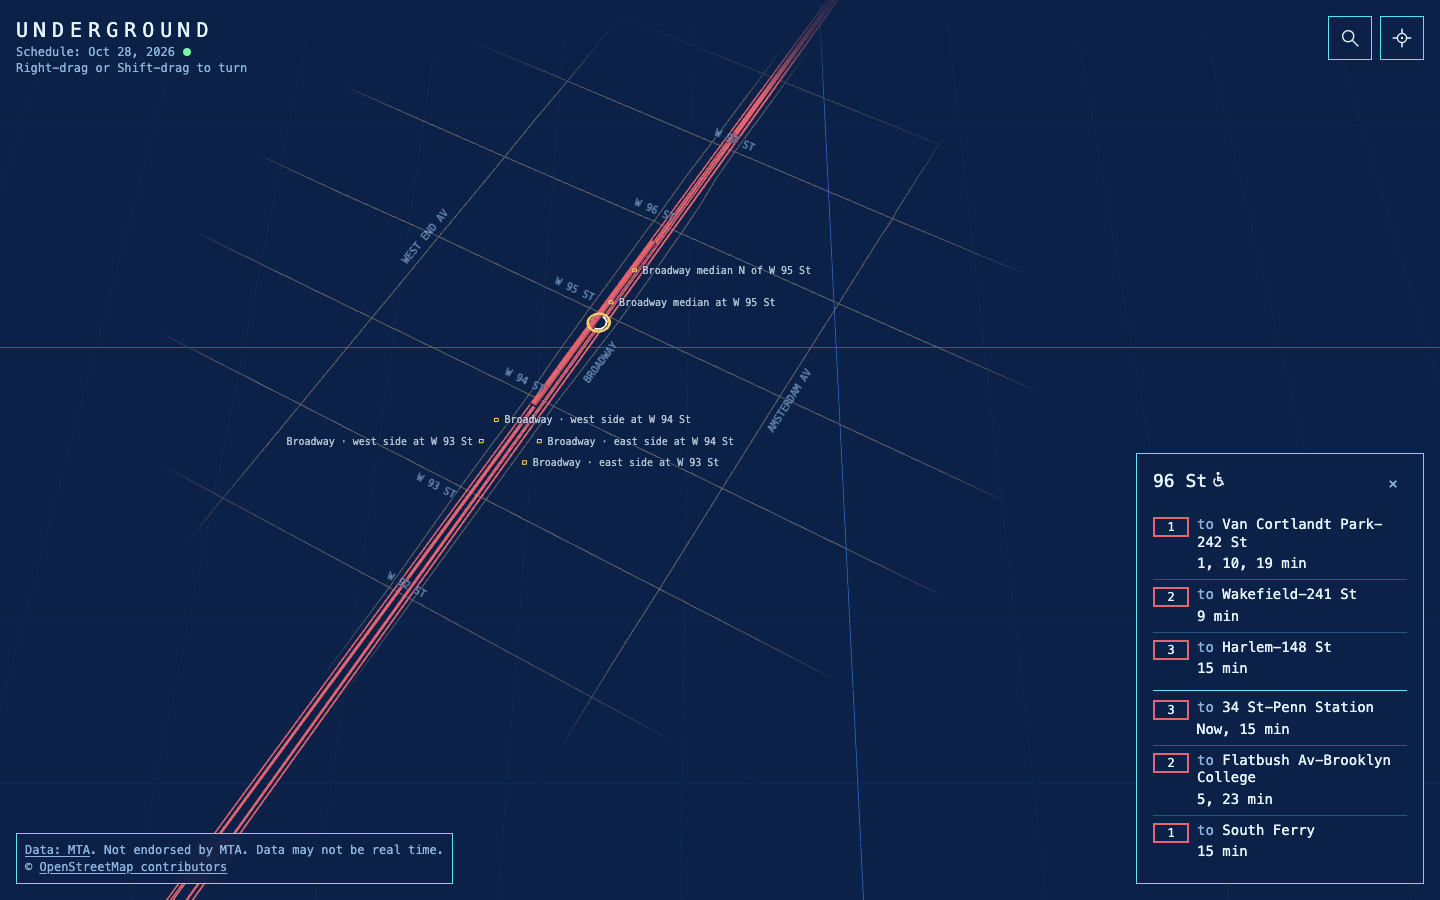 UNDERGROUND
Schedule: Oct 28, 2026
Right-drag or Shift-drag to turn
W ST
W 96 ST
WEST END AV
Broadway median N of W 95 St
W 95 ST
Broadway median at W 95 St
BROADWAY
W 94 ST
AMSTERDAM AV
Broadway · west side at W 94 St
Broadway · west side at W 93 St
Broadway · east side at W 94 St
Broadway · east side at W 93 St
W 93 ST
W 92 ST
96 St
×
1 to Van Cortlandt Park-
242 St
1, 10, 19 min
2 to Wakefield-241 St
9 min
3 to Harlem-148 St
15 min
3 to 34 St-Penn Station
Now, 15 min
2 to Flatbush Av-Brooklyn
College
5, 23 min
1 to South Ferry
15 min
Data: MTA. Not endorsed by MTA. Data may not be real time.
© OpenStreetMap contributors